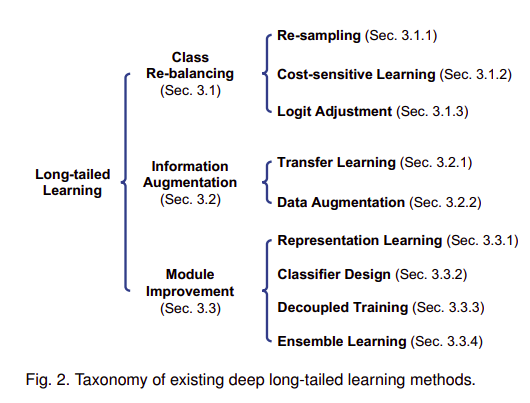 Long-tailed
Learning
Class
Re-balancing
(Sec. 3.1)
Re-sampling (Sec. 3.1.1)
Cost-sensitive Learning (Sec. 3.1.2)
Logit Adjustment (Sec. 3.1.3)
Information
Augmentation
(Sec. 3.2)
Transfer Learning (Sec. 3.2.1)
Data Augmentation (Sec. 3.2.2)
Module
Improvement
(Sec. 3.3)
Representation Learning (Sec. 3.3.1)
Classifier Design (Sec. 3.3.2)
Decoupled Training (Sec. 3.3.3)
Ensemble Learning (Sec. 3.3.4)
Fig. 2. Taxonomy of existing deep long-tailed learning methods.